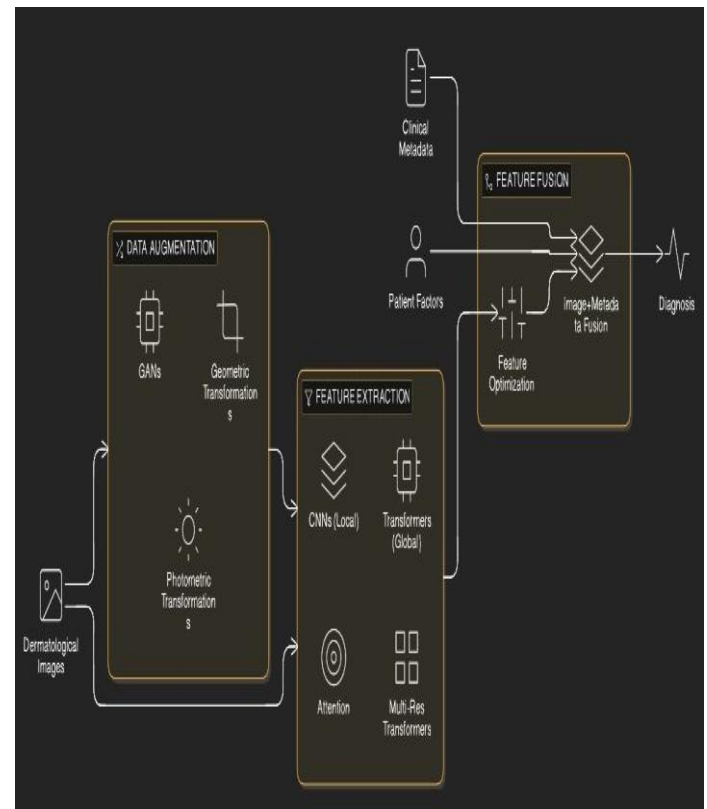 Clinical
Metadata
FEATURE FUSION
DATA AUGMENTATION
Patient Factors
Image+Metada
ta Fusion
Diagnosis
GANs
Geometric
Transformation
s
Feature
Optimization
FEATURE EXTRACTION
CNNs (Local)
Transformers
(Global)
Photometric
Transformation
s
Dermatological
Images
Attention
Multi-Res
Transformers